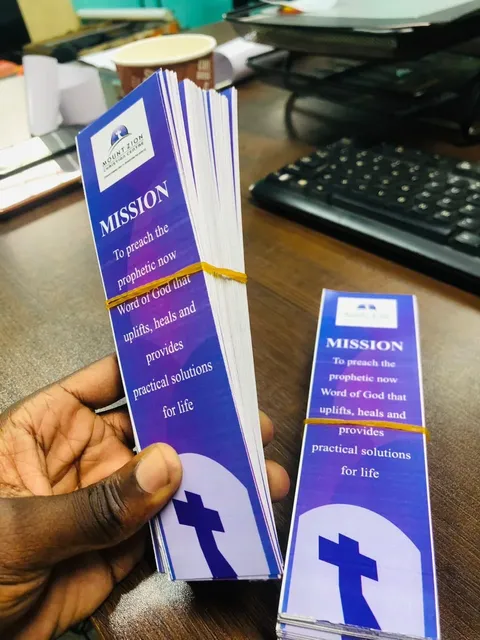 MOUNT ZION
CHRISTIAN CENTRE
MISSION
To preach the
prophetic now
Word of God that
uplifts, heals and
provides
practical solutions
for life
MISSION
To preach the
prophetic now
Word of God that
uplifts, heals and
provides
practical solutions
for life